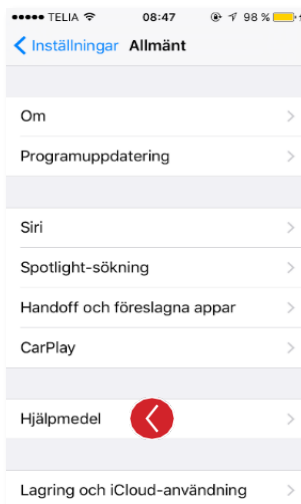 TELIA 08:47 98 %
Inställningar Allmänt
Om
Programuppdatering
Siri
Spotlight-sökning
Handoff och föreslagna appar
CarPlay
Hjälpmedel
Lagring och iCloud-användning